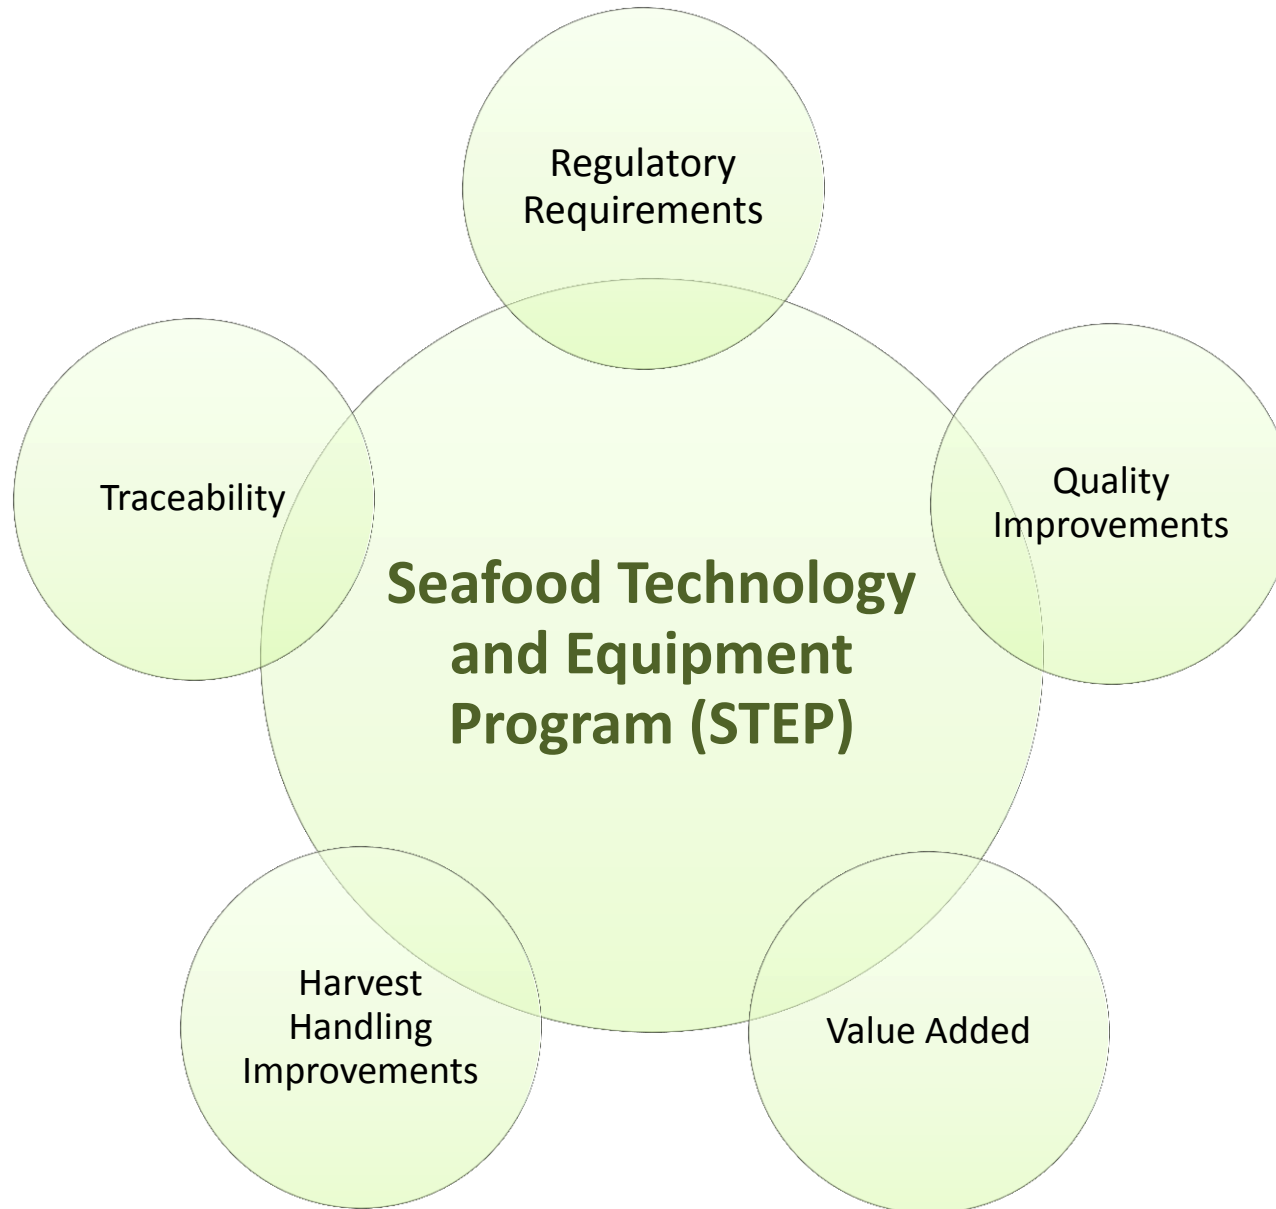 Regulatory
Requirements
Traceability
Quality
Improvements
Seafood Technology
and Equipment
Program (STEP)
Harvest
Handling
Improvements
Value Added